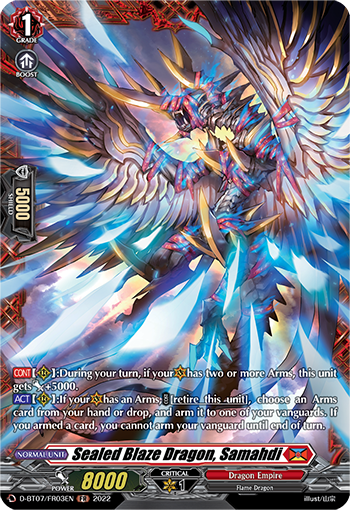 1
GRADE
BOOST
5000
SHIELD
CONT [R]:During your turn, if your V has two or more Arms, this unit
gets +5000.
ACT [R]:If your V has an Arms, COST [retire this unit], choose an Arms
card from your hand or drop, and arm it to one of your vanguards. If
you armed a card, you cannot arm your vanguard until end of turn.
NORMAL UNIT
Sealed Blaze Dragon, Samahdi
POWER 8000
CRITICAL
1
Dragon Empire
Flame Dragon
D-BT07/FR03EN FR 2022
illust/山宗